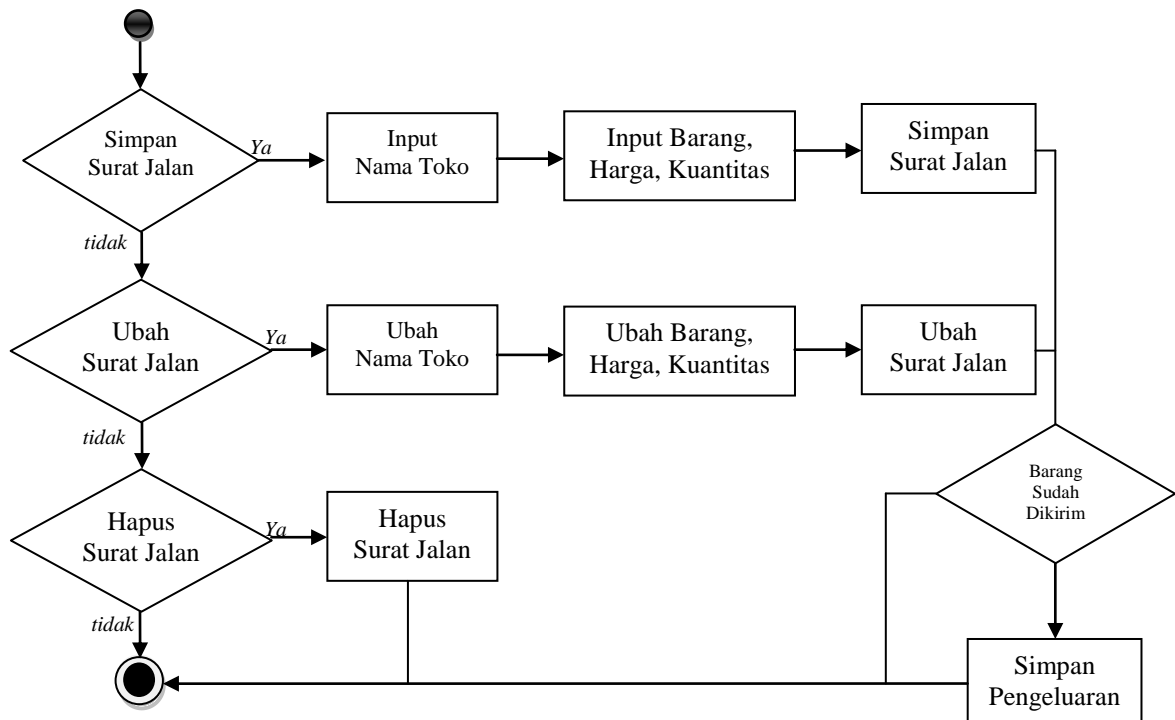 Simpan
Surat Jalan
Ya
Input
Nama Toko
Input Barang,
Harga, Kuantitas
Simpan
Surat Jalan
tidak
Ubah
Surat Jalan
Ya
Ubah
Nama Toko
Ubah Barang,
Harga, Kuantitas
Ubah
Surat Jalan
tidak
Hapus
Surat Jalan
Ya
Hapus
Surat Jalan
Barang
Sudah
Dikirim
tidak
Simpan
Pengeluaran